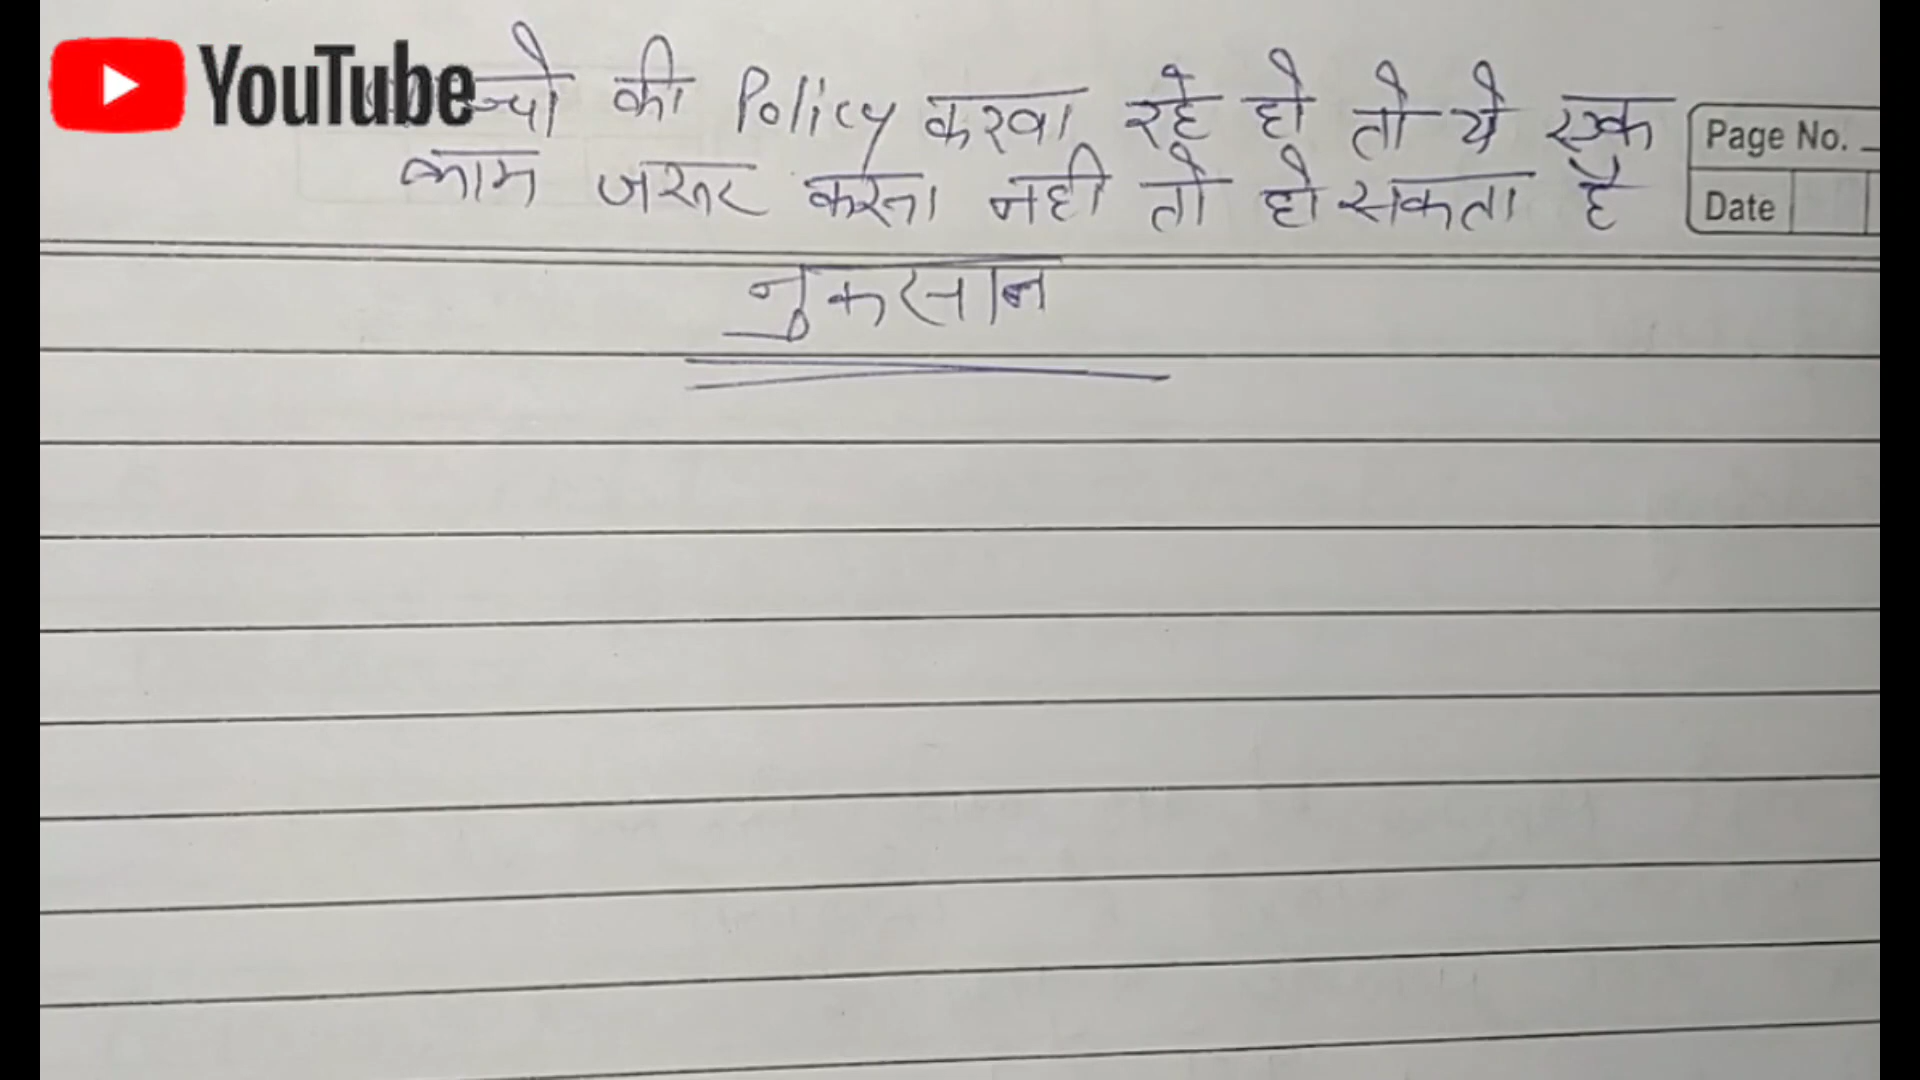 YouTube
की Policy करवा रहे हो तो ये एक
काम जरूर करना नही तो हो सकता है
नुकसान
Page No.
Date